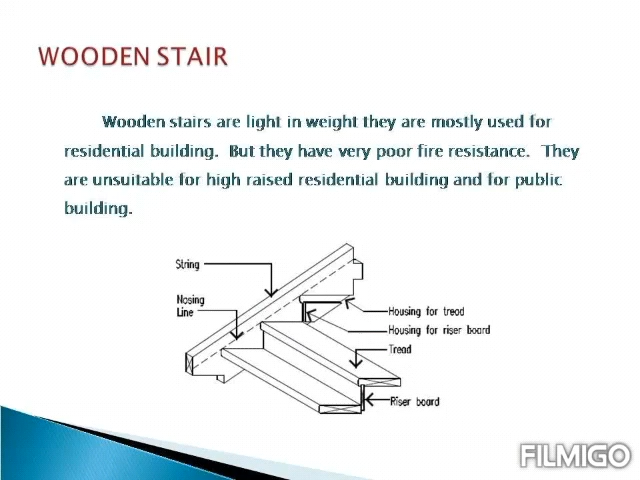 WOODEN STAIR
Wooden stairs are light in weight they are mostly used for
residential building. But they have very poor fire resistance. They
are unsuitable for high raised residential building and for public
building.
String
Nosing
Line
Housing for tread
Housing for riser board
Tread
Riser board
FILMIGO